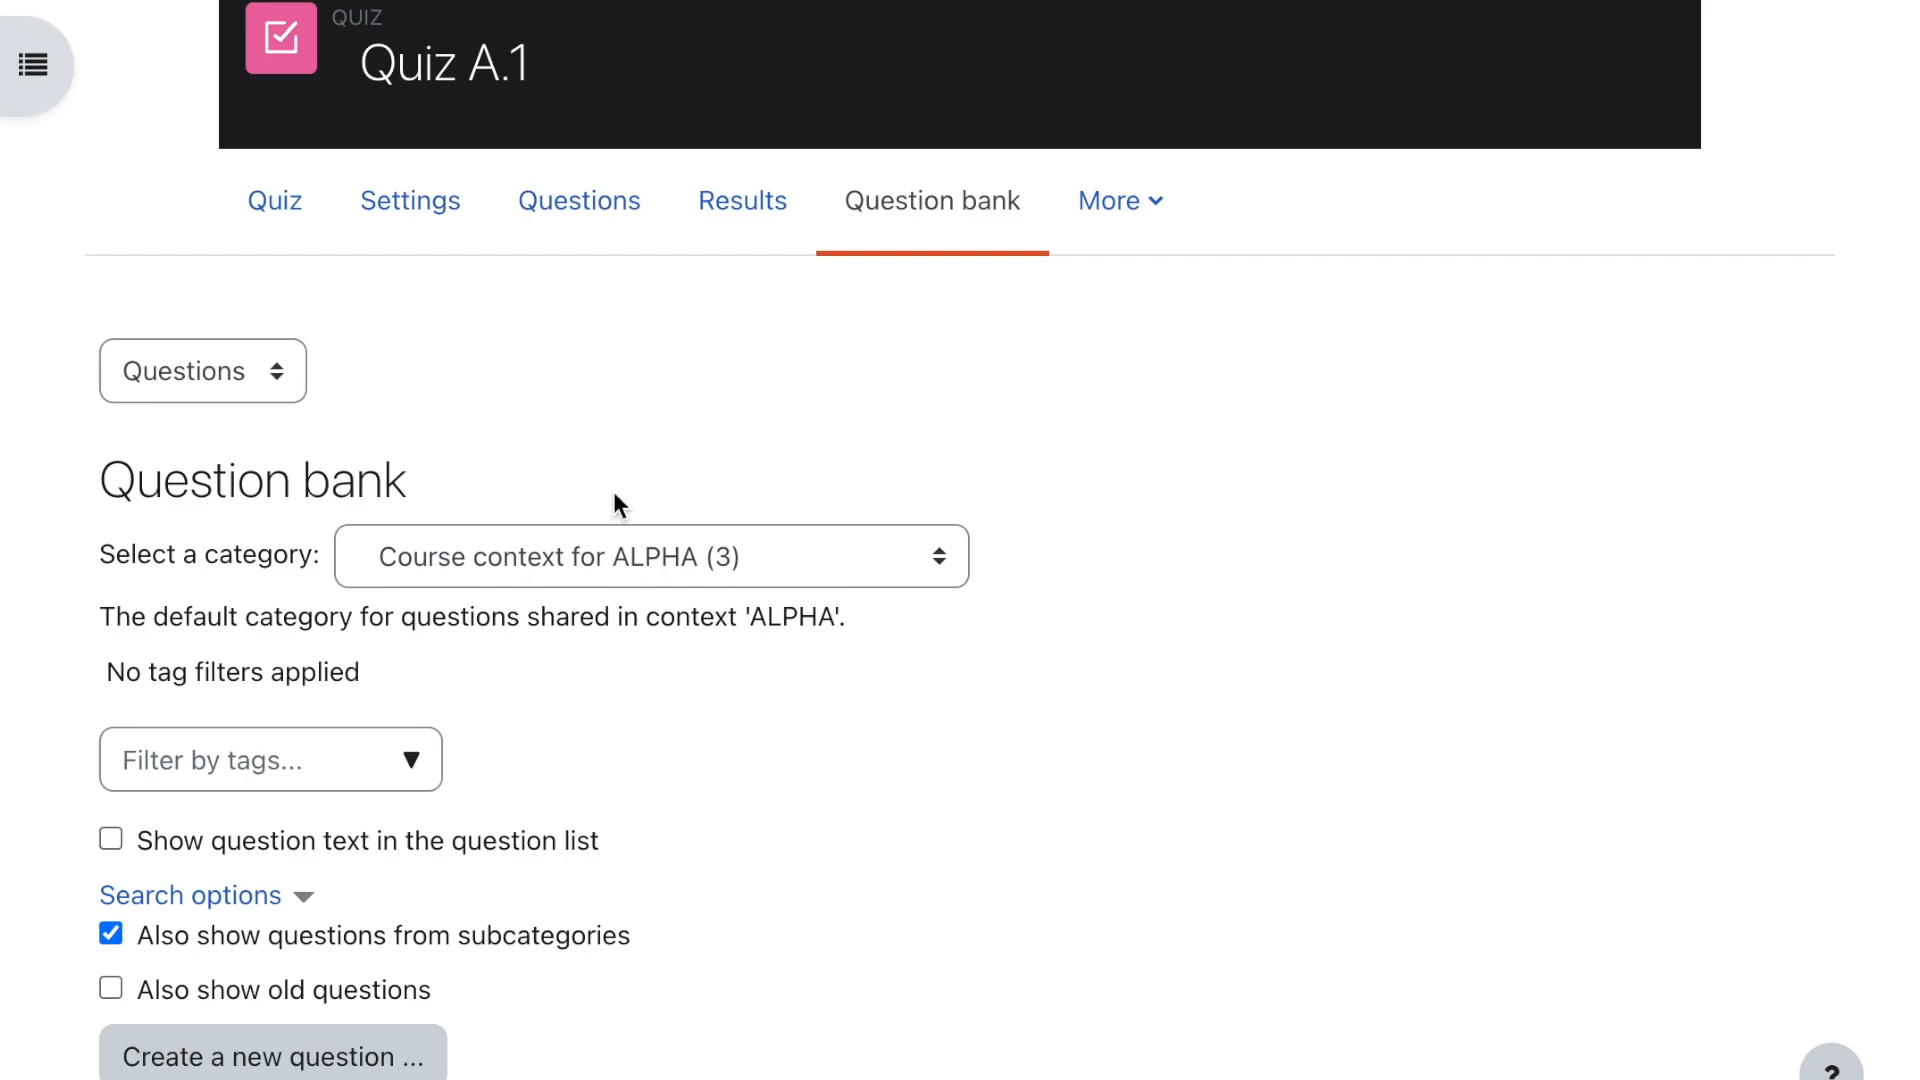 QUIZ
Quiz A.1
Quiz Settings Questions Results Question bank More
Questions
Question bank
Select a category: Course context for ALPHA (3)
The default category for questions shared in context 'ALPHA'.
No tag filters applied
Filter by tags... ▼
Show question text in the question list
Search options
Also show questions from subcategories
Also show old questions
Create a new question ...
?